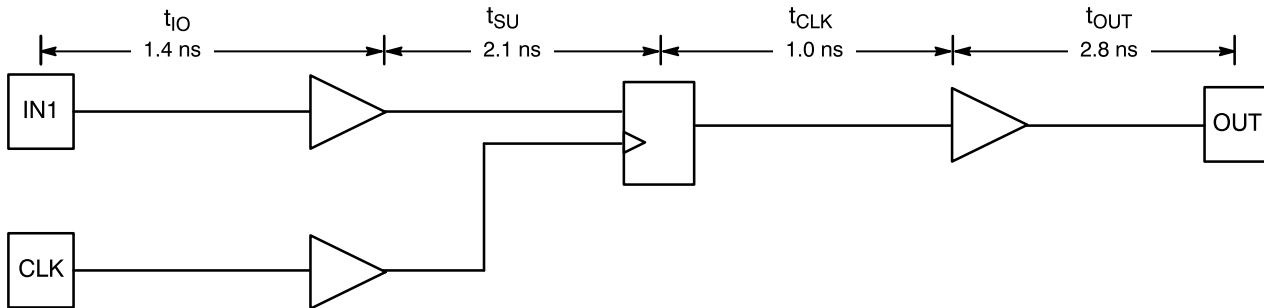 tIO tSU tCLK tOUT
1.4 ns 2.1 ns 1.0 ns 2.8 ns
IN1
OUT
CLK